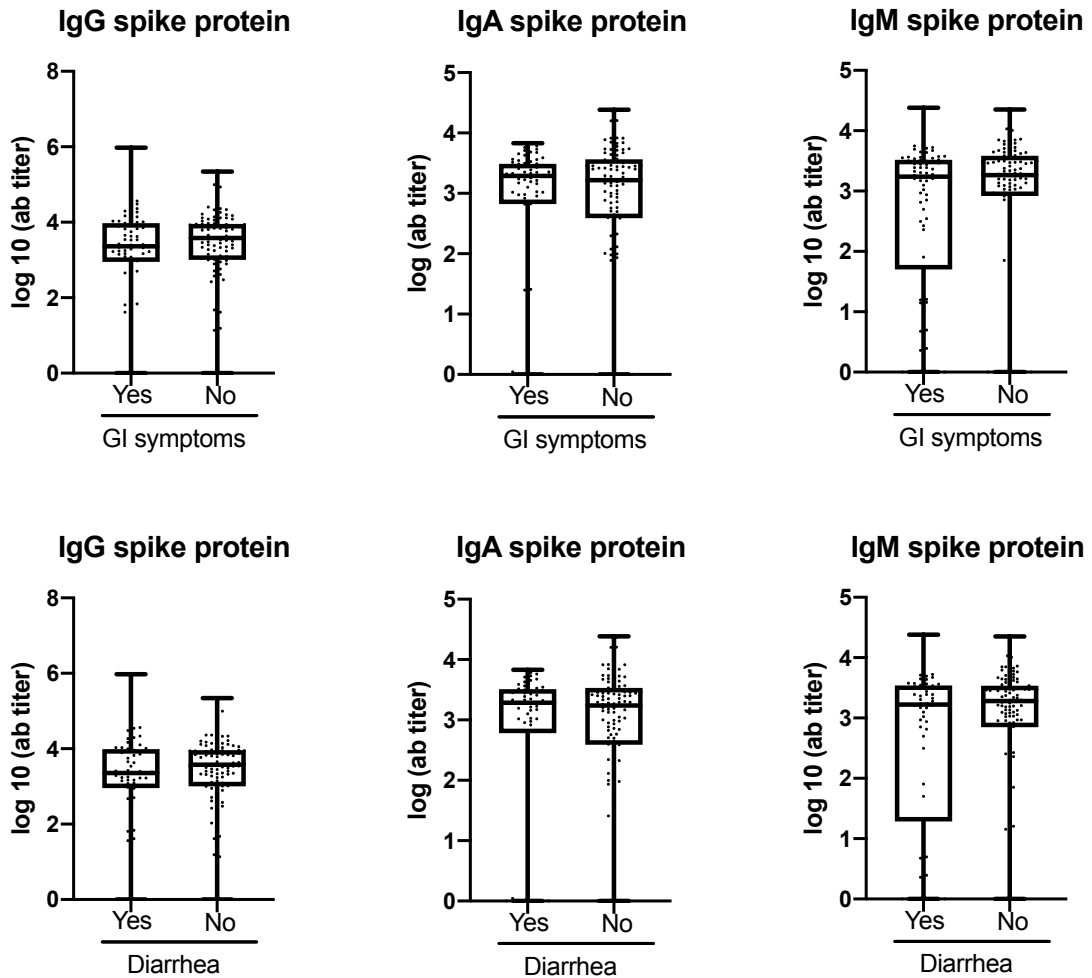 IgG spike protein
log 10 (ab titer)
8
6
4
2
0
Yes No
GI symptoms
IgA spike protein
log (ab titer)
5
4
3
2
1
0
Yes No
GI symptoms
IgM spike protein
log 10 (ab titer)
5
4
3
2
1
0
Yes No
GI symptoms
IgG spike protein
log 10 (ab titer)
8
6
4
2
0
Yes No
Diarrhea
IgA spike protein
log (ab titer)
5
4
3
2
1
0
Yes No
Diarrhea
IgM spike protein
log 10 (ab titer)
5
4
3
2
1
0
Yes No
Diarrhea